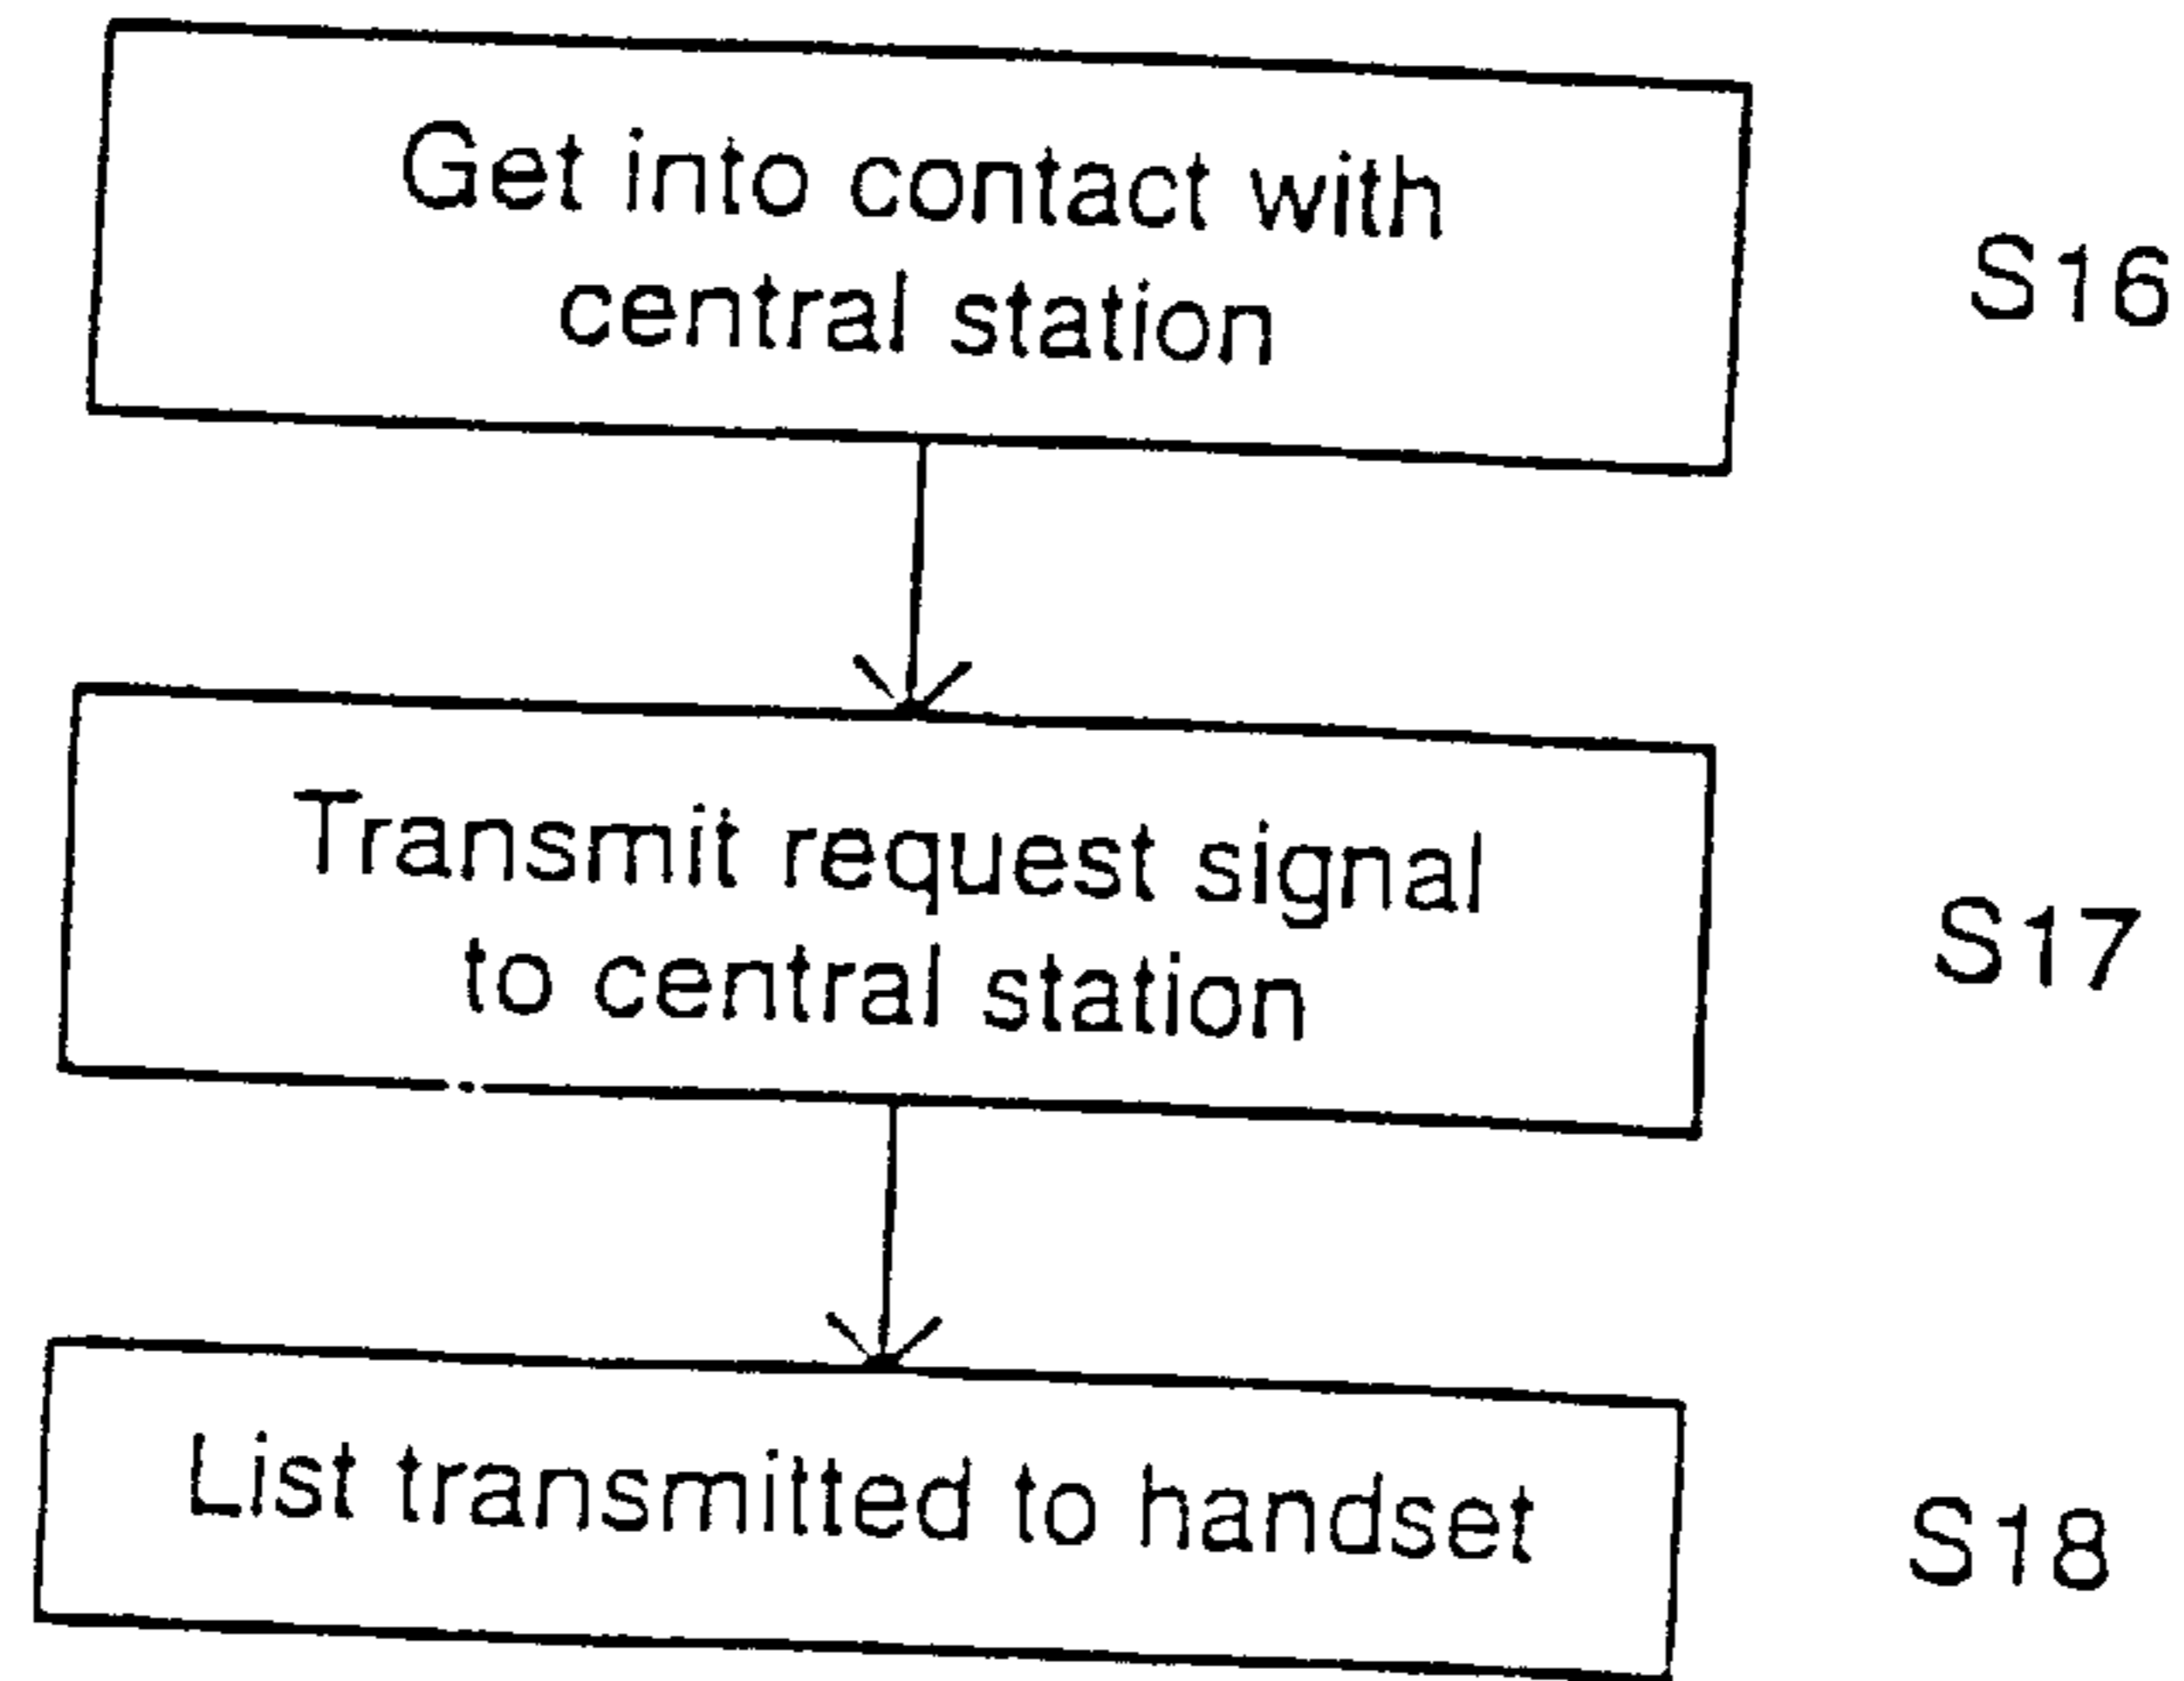 Get into contact with
central station
S16
Transmit request signal
to central station
S17
List transmitted to handset
S18